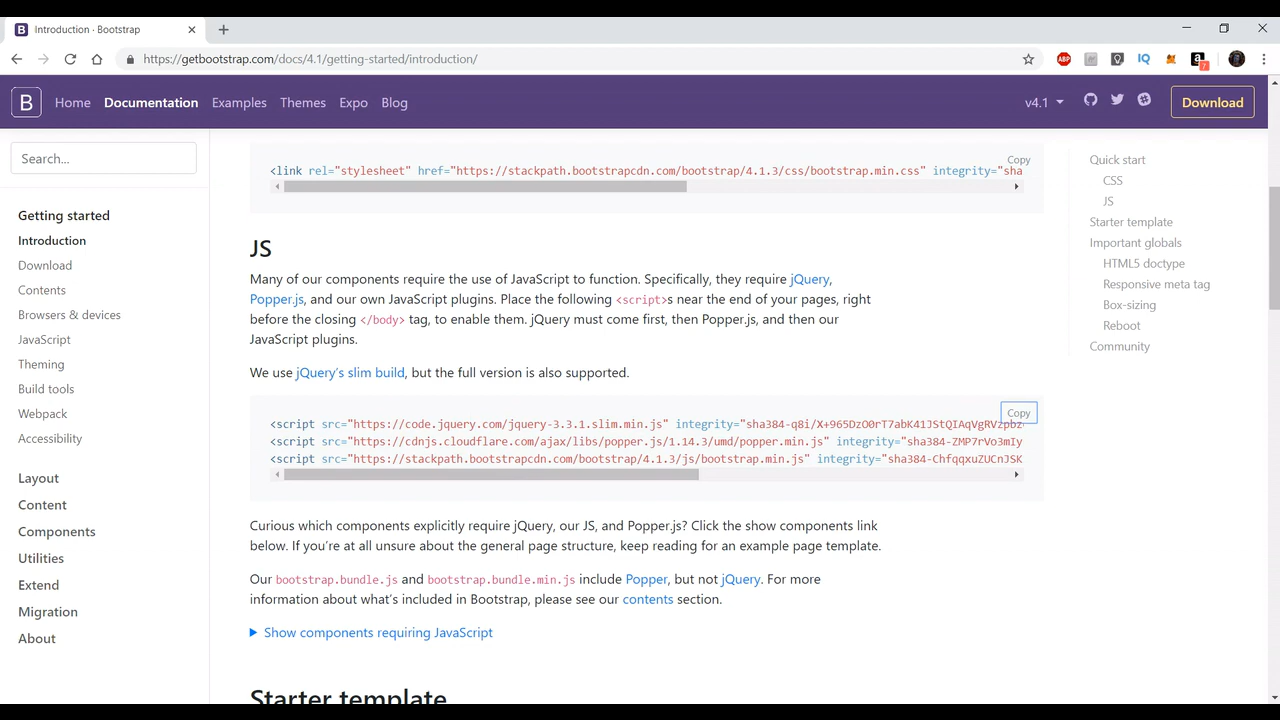 Introduction · Bootstrap
https://getbootstrap.com/docs/4.1/getting-started/introduction/
ABP
IQ
a
7
B
Home
Documentation
Examples
Themes
Expo
Blog
v4.1
Download
Search...
Getting started
Introduction
Download
Contents
Browsers & devices
JavaScript
Theming
Build tools
Webpack
Accessibility
Layout
Content
Components
Utilities
Extend
Migration
About
Copy
<link rel="stylesheet" href="https://stackpath.bootstrapcdn.com/bootstrap/4.1.3/css/bootstrap.min.css" integrity="sha
JS
Many of our components require the use of JavaScript to function. Specifically, they require jQuery,
Popper.js, and our own JavaScript plugins. Place the following <script>s near the end of your pages, right
before the closing </body> tag, to enable them. jQuery must come first, then Popper.js, and then our
JavaScript plugins.
We use jQuery's slim build, but the full version is also supported.
Copy
<script src="https://code.jquery.com/jquery-3.3.1.slim.min.js" integrity="sha384-q8i/X+965DzO0rT7abK41JStQIAqVgRVzpbz
<script src="https://cdnjs.cloudflare.com/ajax/libs/popper.js/1.14.3/umd/popper.min.js" integrity="sha384-ZMP7rVo3mIy
<script src="https://stackpath.bootstrapcdn.com/bootstrap/4.1.3/js/bootstrap.min.js" integrity="sha384-ChfqqxuZUCnJSK
Curious which components explicitly require jQuery, our JS, and Popper.js? Click the show components link
below. If you're at all unsure about the general page structure, keep reading for an example page template.
Our bootstrap.bundle.js and bootstrap.bundle.min.js include Popper, but not jQuery. For more
information about what's included in Bootstrap, please see our contents section.
Show components requiring JavaScript
Starter template
Quick start
CSS
JS
Starter template
Important globals
HTML5 doctype
Responsive meta tag
Box-sizing
Reboot
Community